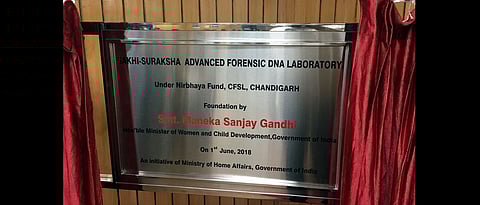 SAKHI-SURAKSHA ADVANCED FORENSIC DNA LABORATORY
Under Nirbhaya Fund, CFSL, CHANDIGARH
Foundation by
Smt. Maneka Sanjay Gandhi
Hon'ble Minister of Women and Child Development,Government of India
On 1st June, 2018
An initiative of Ministry of Home Affairs, Government of India